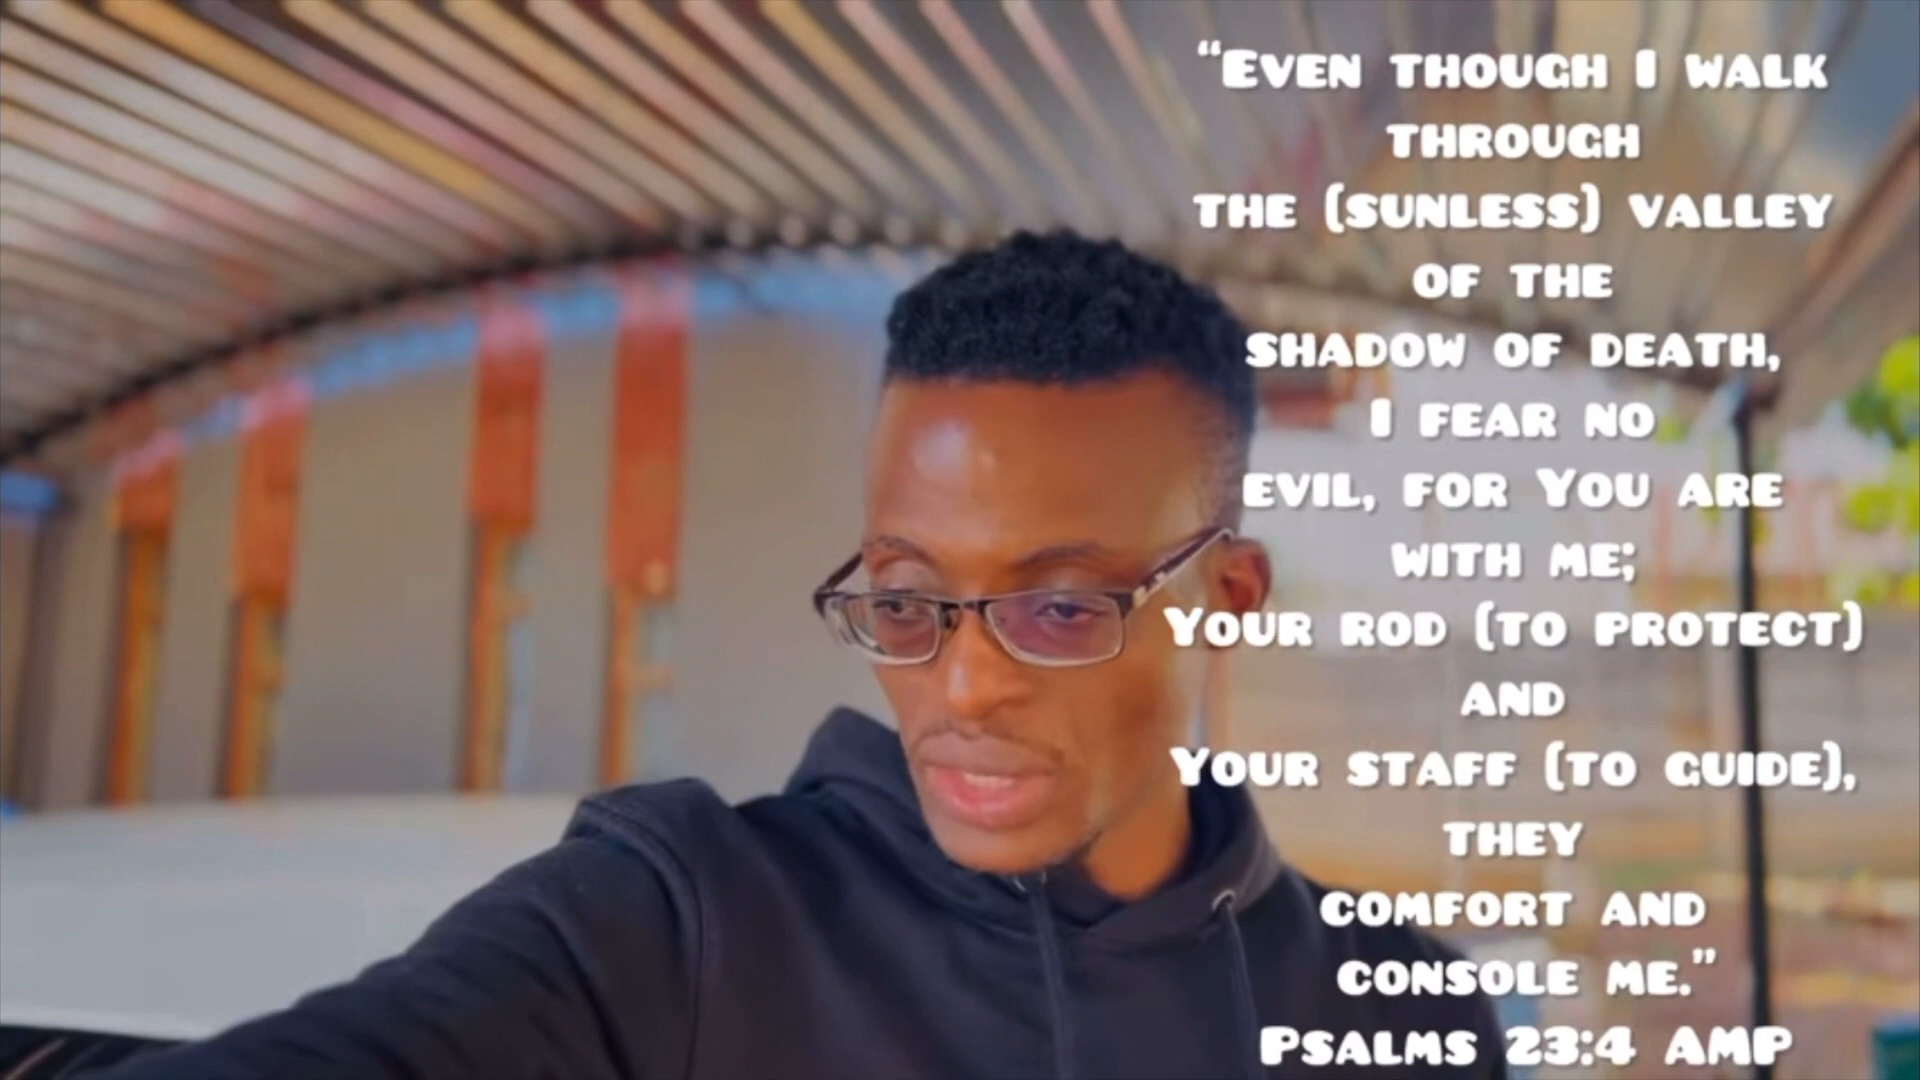 “Even though I walk
through
the (sunless) valley
of the
shadow of death,
I fear no
evil, for You are
with me;
Your rod (to protect)
and
Your staff (to guide),
they
comfort and
console me.”
Psalms 23:4 AMP